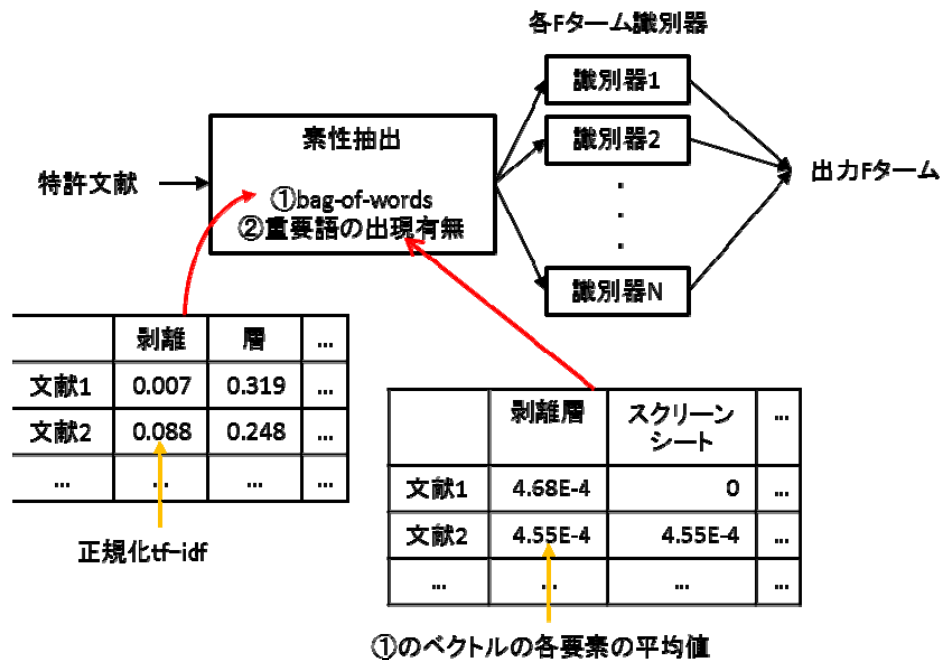 各Fターム識別器
識別器1
素性抽出
識別器2
特許文献
①bag-of-words
②重要語の出現有無
出力Fターム
・
・
・
識別器N
剥離 層 ...
文献1 0.007 0.319 ...
文献2 0.088 0.248 ...
... ... ... ...
正規化tf-idf
剥離層 スクリーン ...
シート
文献1 4.68E-4 0 ...
文献2 4.55E-4 4.55E-4 ...
... ... ... ...
①のベクトルの各要素の平均値